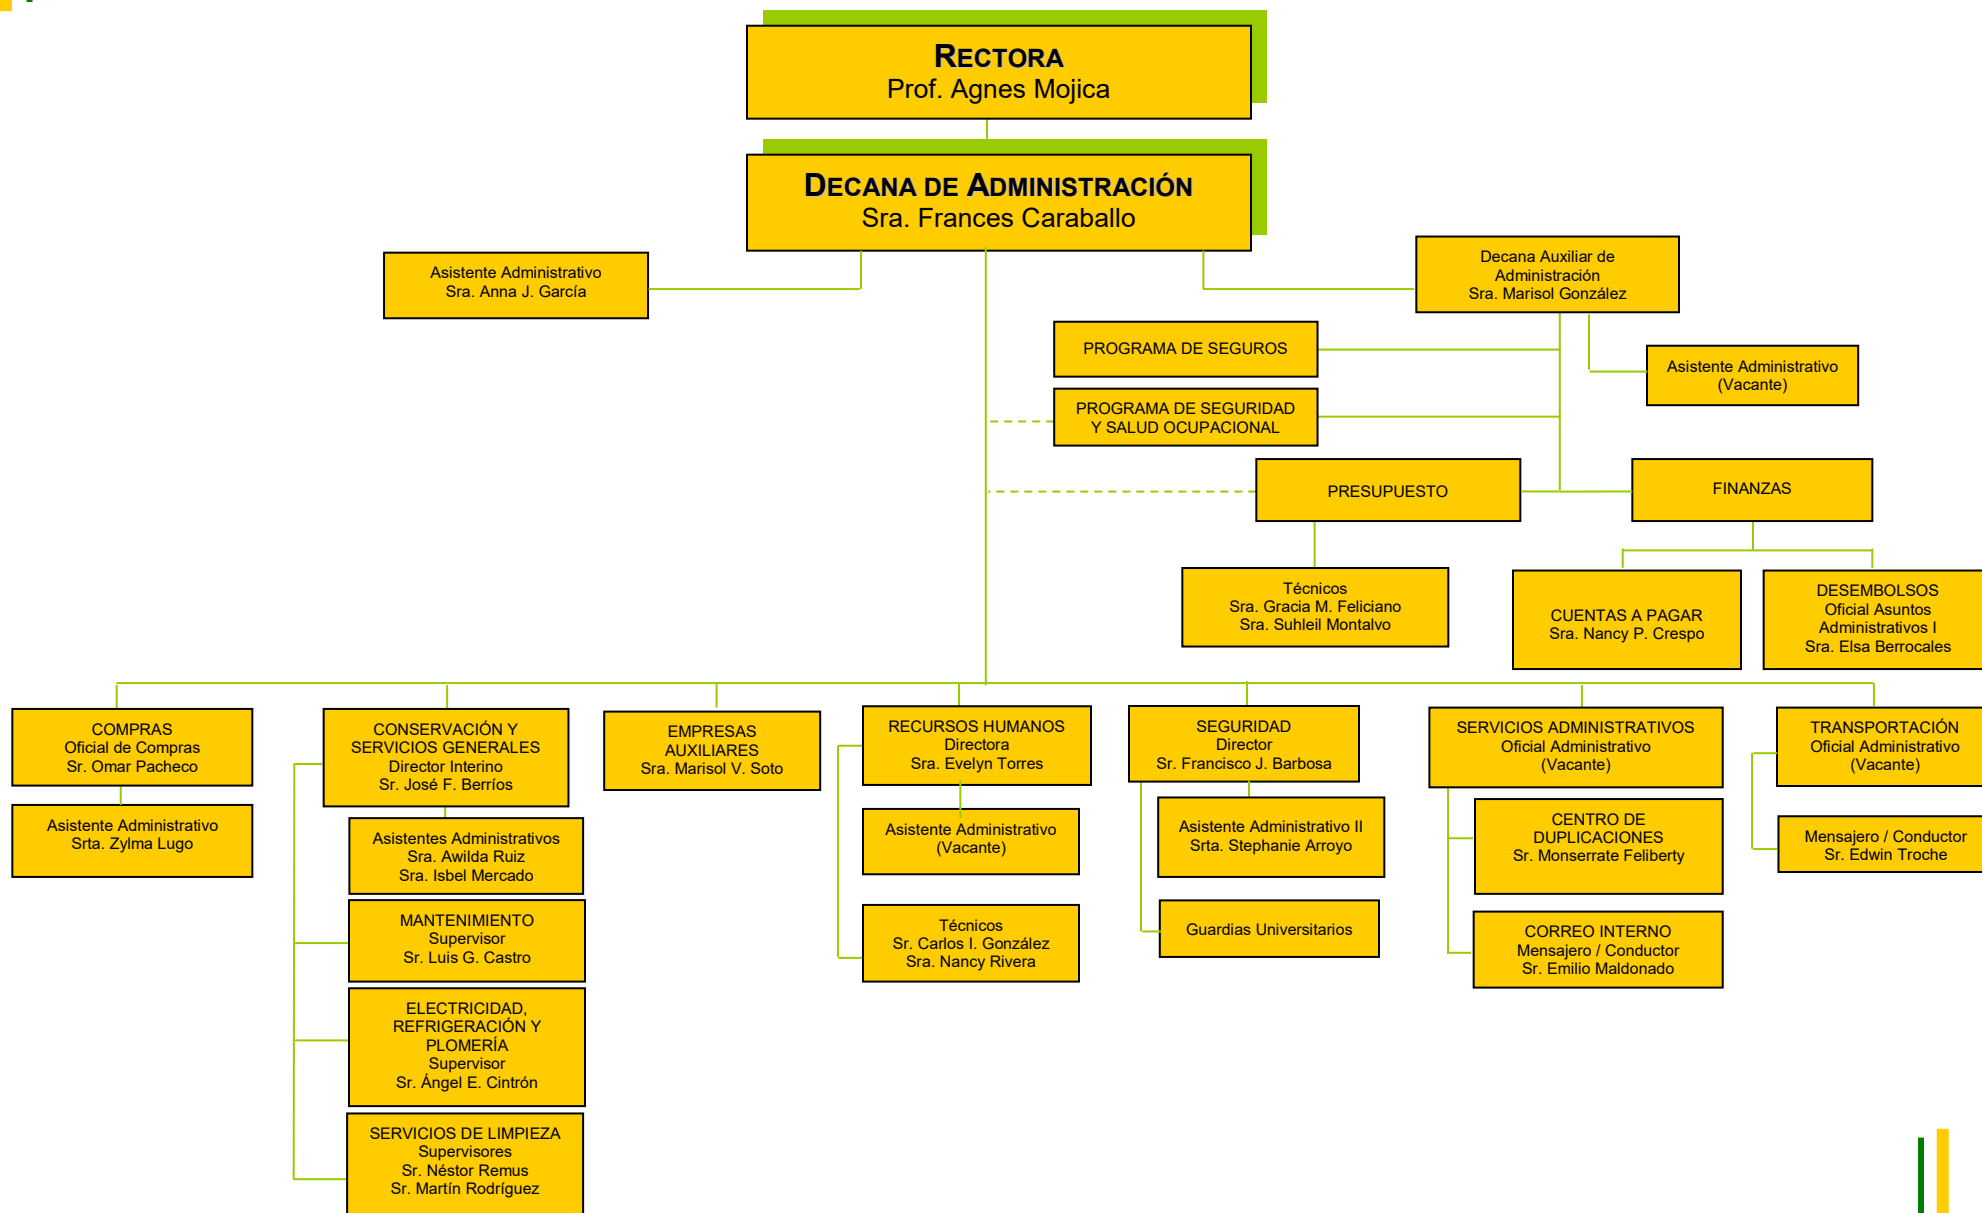 RECTORA
Prof. Agnes Mojica
DECANA DE ADMINISTRACIÓN
Sra. Frances Caraballo
Asistente Administrativo
Sra. Anna J. García
Decana Auxiliar de
Administración
Sra. Marisol González
PROGRAMA DE SEGUROS
Asistente Administrativo
(Vacante)
PROGRAMA DE SEGURIDAD
Y SALUD OCUPACIONAL
PRESUPUESTO
FINANZAS
Técnicos
Sra. Gracia M. Feliciano
Sra. Suhleil Montalvo
CUENTAS A PAGAR
Sra. Nancy P. Crespo
DESEMBOLSOS
Oficial Asuntos
Administrativos I
Sra. Elsa Berrocales
COMPRAS
Oficial de Compras
Sr. Omar Pacheco
Asistente Administrativo
Srta. Zylma Lugo
CONSERVACIÓN Y
SERVICIOS GENERALES
Director Interino
Sr. José F. Berríos
Asistentes Administrativos
Sra. Awilda Ruiz
Sra. Isbel Mercado
MANTENIMIENTO
Supervisor
Sr. Luis G. Castro
ELECTRICIDAD,
REFRIGERACIÓN Y
PLOMERÍA
Supervisor
Sr. Ángel E. Cintrón
SERVICIOS DE LIMPIEZA
Supervisores
Sr. Néstor Remus
Sr. Martín Rodríguez
EMPRESAS
AUXILIARES
Sra. Marisol V. Soto
RECURSOS HUMANOS
Directora
Sra. Evelyn Torres
Asistente Administrativo
(Vacante)
Técnicos
Sr. Carlos I. González
Sra. Nancy Rivera
SEGURIDAD
Director
Sr. Francisco J. Barbosa
Asistente Administrativo II
Srta. Stephanie Arroyo
Guardias Universitarios
SERVICIOS ADMINISTRATIVOS
Oficial Administrativo
(Vacante)
CENTRO DE
DUPLICACIONES
Sr. Monserrate Feliberty
CORREO INTERNO
Mensajero / Conductor
Sr. Emilio Maldonado
TRANSPORTACIÓN
Oficial Administrativo
(Vacante)
Mensajero / Conductor
Sr. Edwin Troche